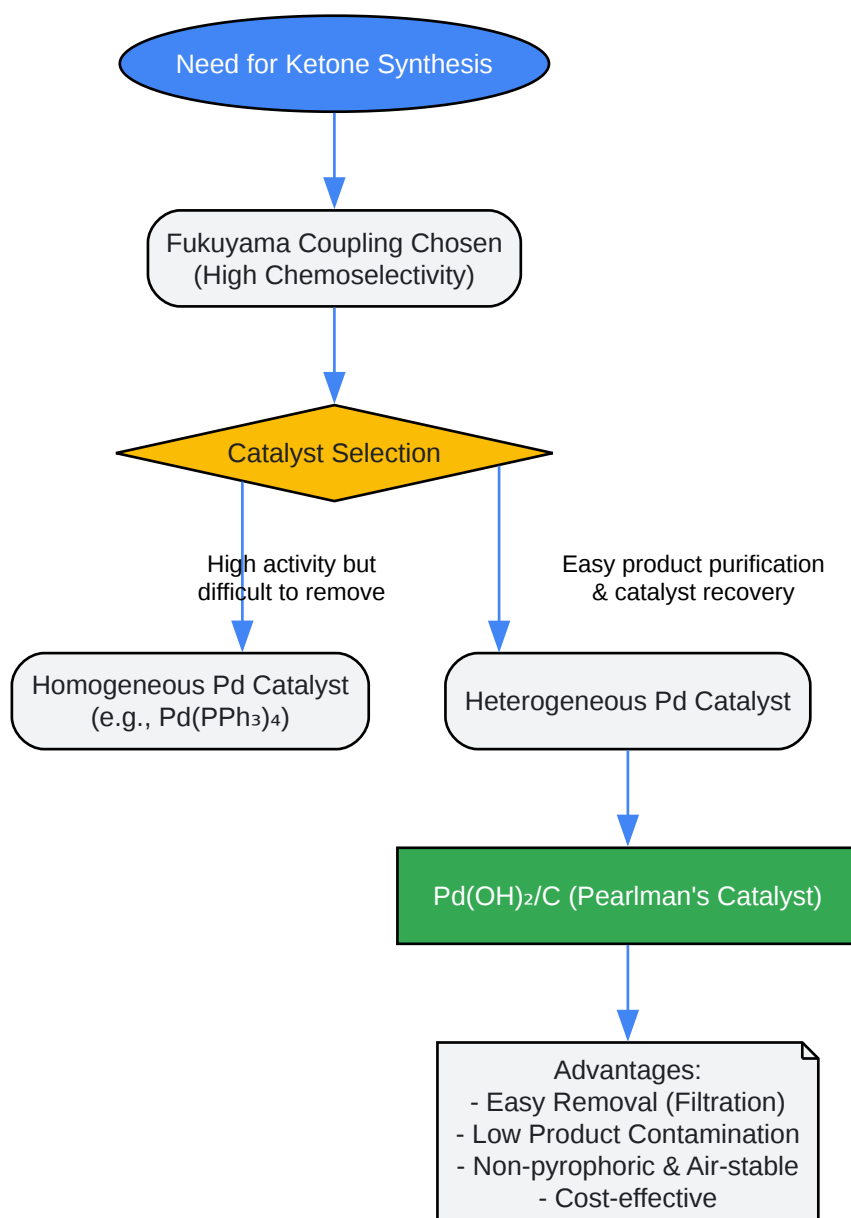 Need for Ketone Synthesis
Fukuyama Coupling Chosen
(High Chemoselectivity)
Catalyst Selection
High activity but
difficult to remove
Easy product purification
& catalyst recovery
Homogeneous Pd Catalyst
(e.g., Pd(PPh₃)₄)
Heterogeneous Pd Catalyst
Pd(OH)₂/C (Pearlman's Catalyst)
Advantages:
- Easy Removal (Filtration)
- Low Product Contamination
- Non-pyrophoric & Air-stable
- Cost-effective